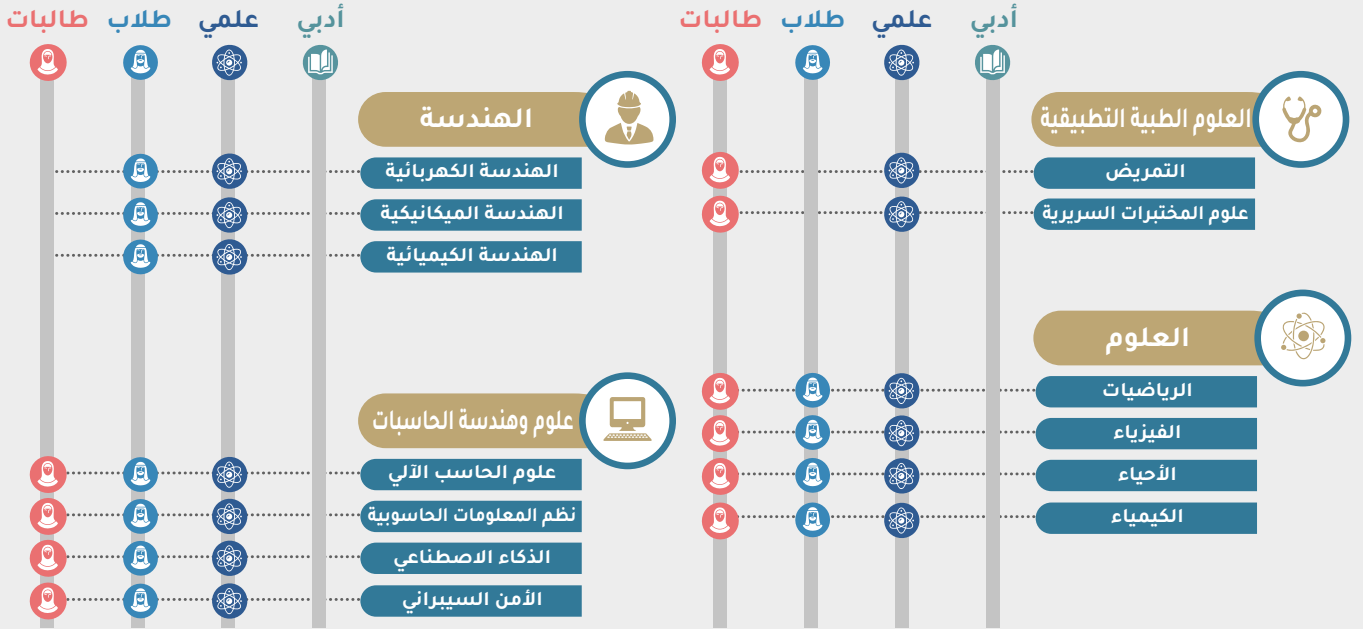 أدبي علمي طلاب طالبات
العلوم الطبية التطبيقية
التمريض
علوم المختبرات السريرية
العلوم
الرياضيات
الفيزياء
الأحياء
الكيمياء
أدبي علمي طلاب طالبات
الهندسة
الهندسة الكهربائية
الهندسة الميكانيكية
الهندسة الكيميائية
علوم وهندسة الحاسبات
علوم الحاسب الآلي
نظم المعلومات الحاسوبية
الذكاء الاصطناعي
الأمن السيبراني